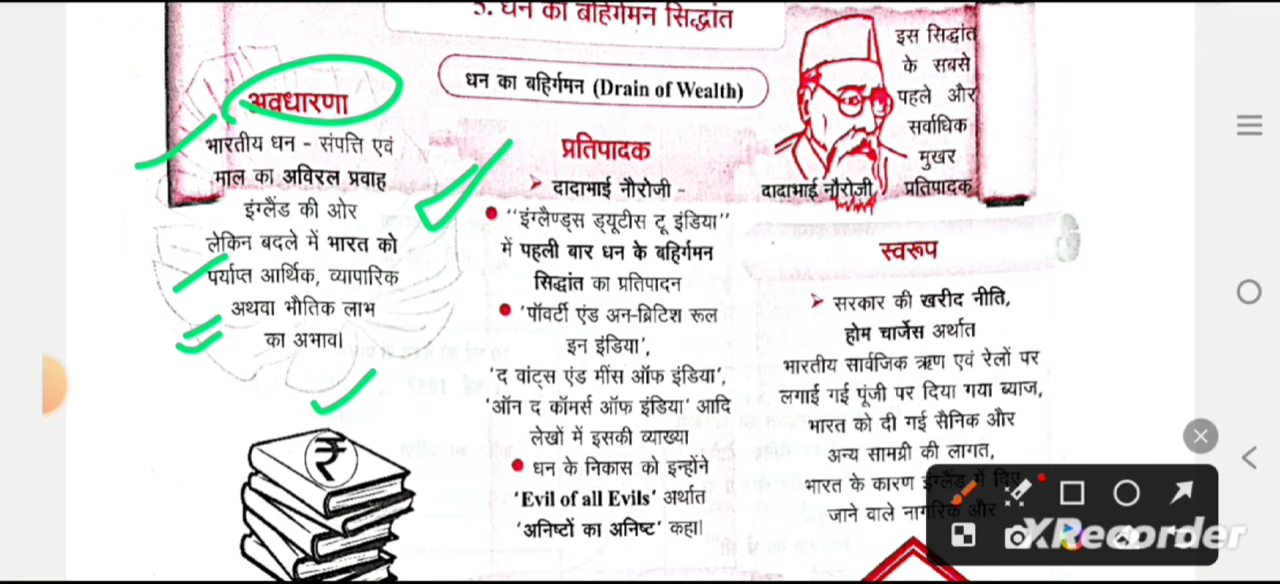 5. धन का बहिर्गमन सिद्धांत
धन का बहिर्गमन (Drain of Wealth)
अवधारणा
भारतीय धन - संपत्ति एवं
माल का अविरल प्रवाह
इंग्लैंड की ओर
लेकिन बदले में भारत को
पर्याप्त आर्थिक, व्यापारिक
अथवा भौतिक लाभ
का अभाव।
₹
प्रतिपादक
➤ दादाभाई नौरोजी -
• "इंग्लैण्ड्स ड्यूटीस टू इंडिया"
में पहली बार धन के बहिर्गमन
सिद्धांत का प्रतिपादन
• 'पॉवर्टी एंड अन-ब्रिटिश रूल
इन इंडिया',
'द वांट्स एंड मींस ऑफ इंडिया',
'ऑन द कॉमर्स ऑफ इंडिया' आदि
लेखों में इसकी व्याख्या
• धन के निकास को इन्होंने
'Evil of all Evils' अर्थात
'अनिष्टों का अनिष्ट' कहा।
इस सिद्धांत
के सबसे
पहले और
सर्वाधिक
मुखर
प्रतिपादक
दादाभाई नौरोजी
स्वरूप
➤ सरकार की खरीद नीति,
होम चार्जेस अर्थात
भारतीय सार्वजिक ऋण एवं रेलों पर
लगाई गई पूंजी पर दिया गया ब्याज,
भारत को दी गई सैनिक और
अन्य सामग्री की लागत,
भारत के कारण इंग्लैंड में दिए
जाने वाले नागरिक और
XRecorder